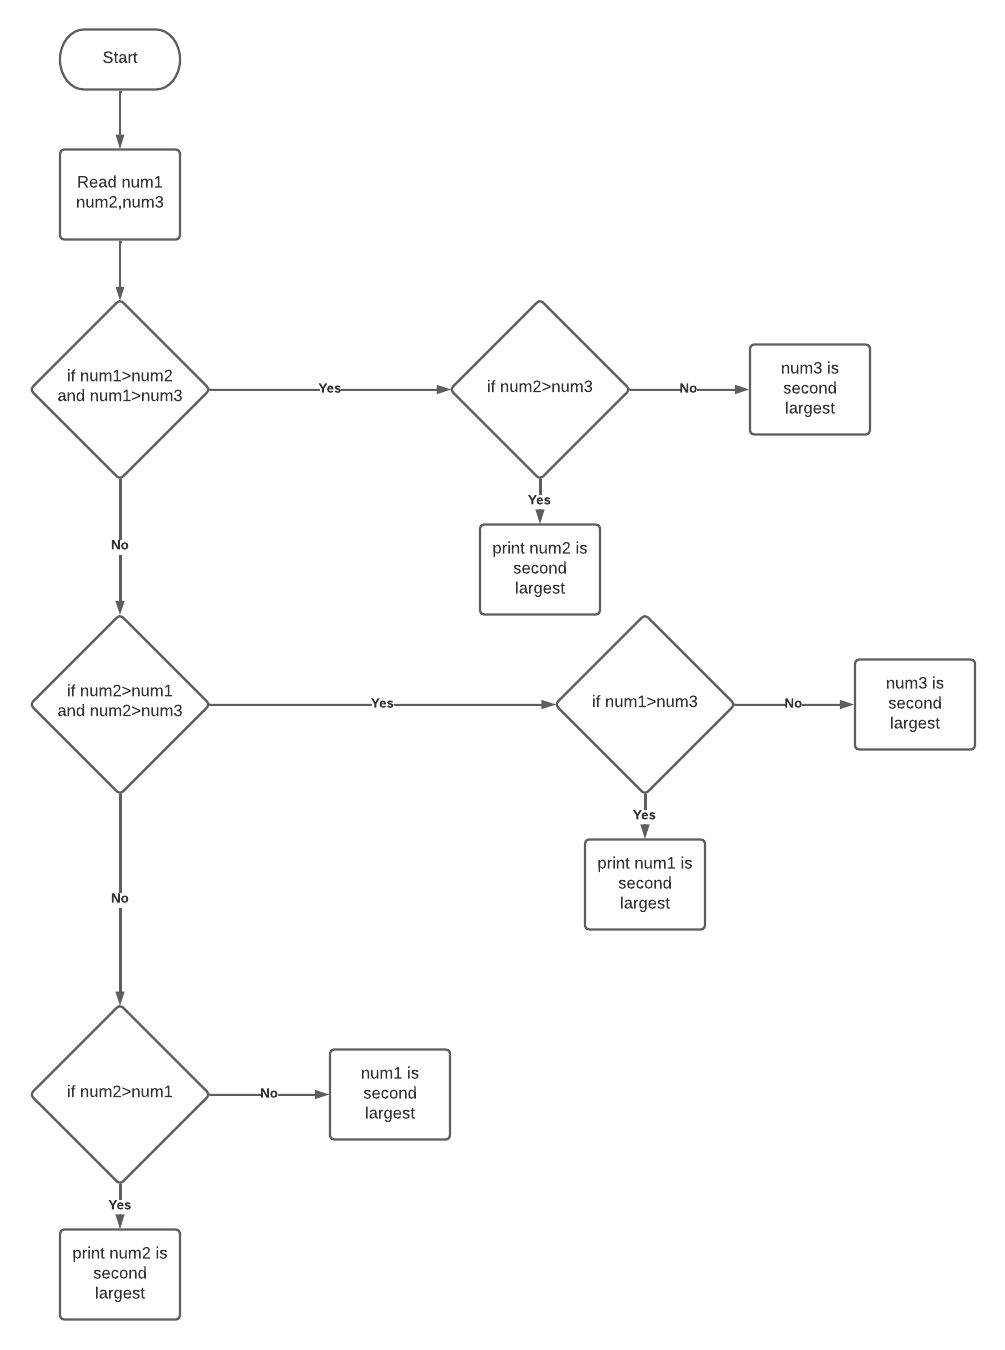 Start
Read num1
num2,num3
if num1>num2
and num1>num3
Yes
if num2>num3
No
num3 is
second
largest
Yes
print num2 is
second
largest
No
if num2>num1
and num2>num3
Yes
if num1>num3
No
num3 is
second
largest
Yes
print num1 is
second
largest
No
if num2>num1
No
num1 is
second
largest
Yes
print num2 is
second
largest